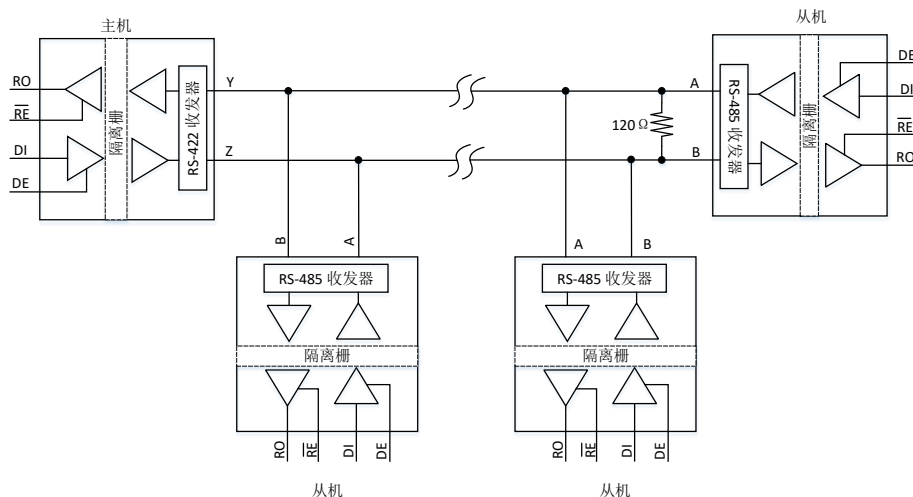 主机
从机
RO
RE
DI
DE
隔离栅
RS-422 收发器
Y
Z
120 Ω
A
B
RS-485 收发器
隔离栅
DE
DI
RE
RO
B
A
RS-485 收发器
隔离栅
RO
RE
DI
DE
从机
A
B
RS-485 收发器
隔离栅
RO
RE
DI
DE
从机